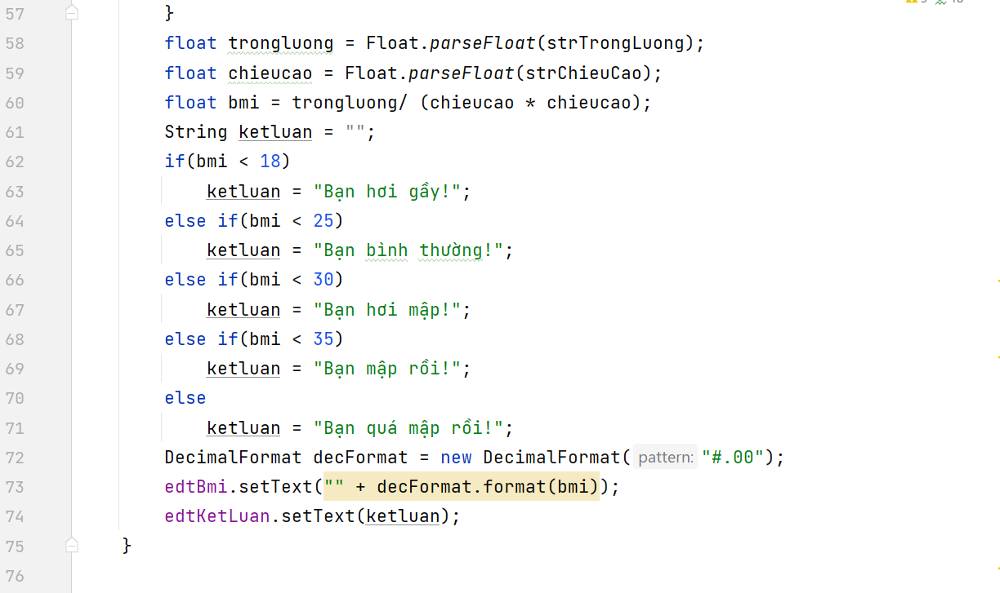 57 }
58 float trongluong = Float.parseFloat(strTrongLuong);
59 float chieucao = Float.parseFloat(strChieuCao);
60 float bmi = trongluong/ (chieucao * chieucao);
61 String ketluan = "";
62 if(bmi < 18)
63 ketluan = "Bạn hơi gầy!";
64 else if(bmi < 25)
65 ketluan = "Bạn bình thường!";
66 else if(bmi < 30)
67 ketluan = "Bạn hơi mập!";
68 else if(bmi < 35)
69 ketluan = "Bạn mập rồi!";
70 else
71 ketluan = "Bạn quá mập rồi!";
72 DecimalFormat decFormat = new DecimalFormat( pattern: "#.00");
73 edtBmi.setText("" + decFormat.format(bmi));
74 edtKetLuan.setText(ketluan);
75 }
76